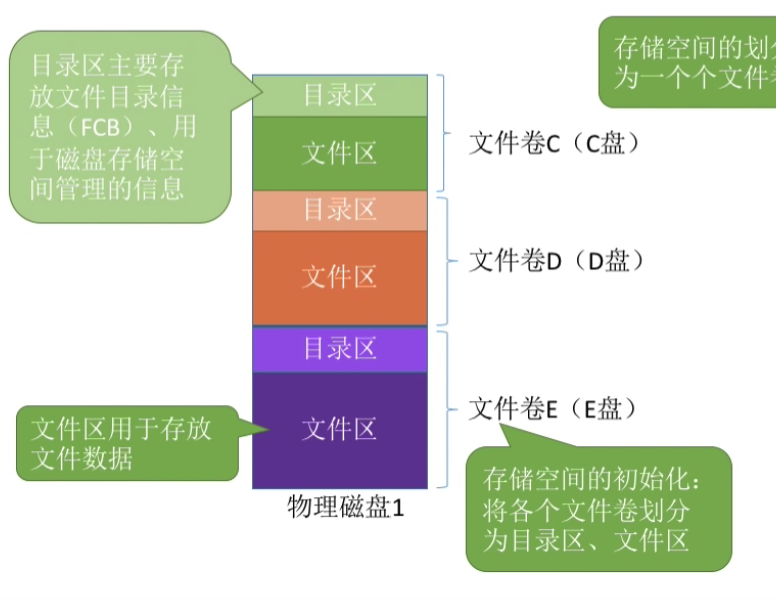 目录区主要存
放文件目录信
息（FCB）、用
于磁盘存储空
间管理的信息
存储空间的划
为一个个文件
目录区
文件区
文件卷C（C盘）
目录区
文件区
文件卷D（D盘）
目录区
文件区
文件卷E（E盘）
文件区用于存放
文件数据
存储空间的初始化：
将各个文件卷划分
为目录区、文件区
物理磁盘1